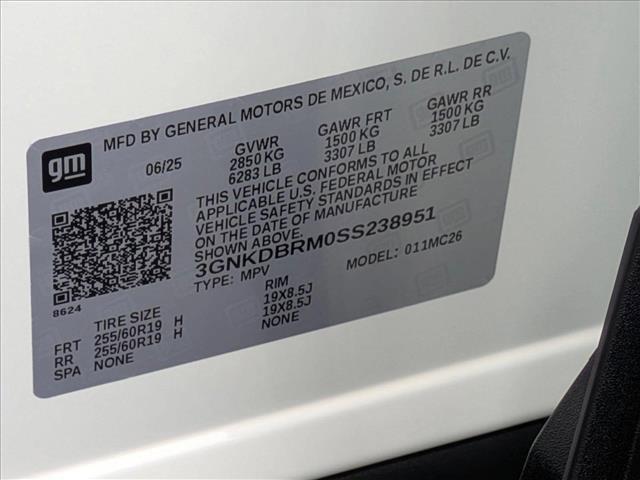 gm
MFD BY GENERAL MOTORS DE MEXICO, S. DE R.L. DE C.V.
06/25 GVWR GAWR FRT GAWR RR
2850 KG 1500 KG 1500 KG
6283 LB 3307 LB 3307 LB
THIS VEHICLE CONFORMS TO ALL
APPLICABLE U.S. FEDERAL MOTOR
VEHICLE SAFETY STANDARDS IN EFFECT
ON THE DATE OF MANUFACTURE
SHOWN ABOVE.
3GNKDBRM0SS238951
TYPE: MPV MODEL: 011MC26
8624
TIRE SIZE RIM
FRT 255/60R19 H 19X8.5J
RR 255/60R19 H 19X8.5J
SPA NONE NONE